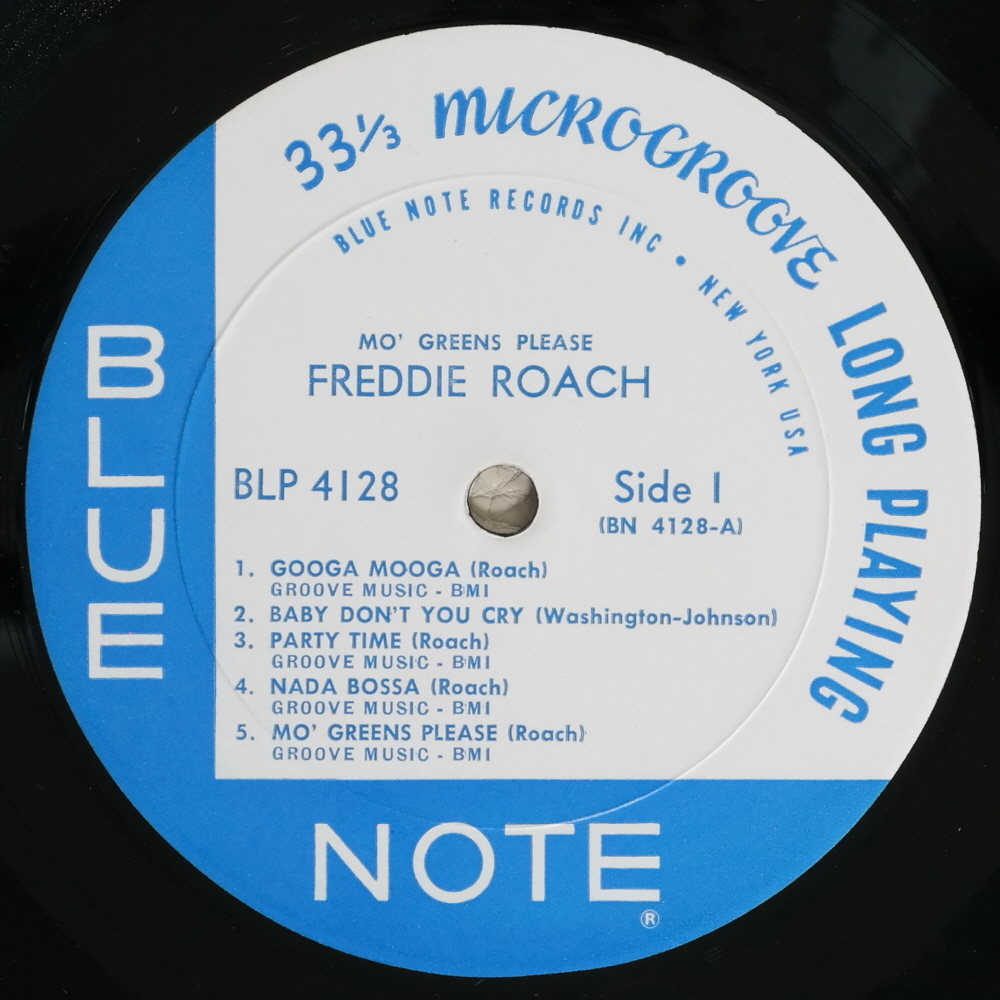 33⅓ MICROGROOVE LONG PLAYING
BLUE NOTE RECORDS INC • NEW YORK USA
MO' GREENS PLEASE
FREDDIE ROACH
BLP 4128
Side 1
(BN 4128-A)
1. GOOGA MOOGA (Roach)
GROOVE MUSIC - BMI
2. BABY DON'T YOU CRY (Washington-Johnson)
3. PARTY TIME (Roach)
GROOVE MUSIC - BMI
4. NADA BOSSA (Roach)
GROOVE MUSIC - BMI
5. MO' GREENS PLEASE (Roach)
GROOVE MUSIC - BMI
BLUE
NOTE
®